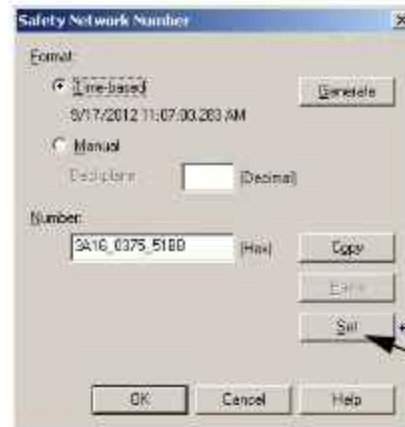 Safety Network Number
Format:
Time-based
Generate
9/17/2012 11:07:00.283 AM
Manual
Backplane:
(Decimal)
Number:
3A16_0375_51BB
(Hex)
Copy
Paste
Set
OK
Cancel
Help